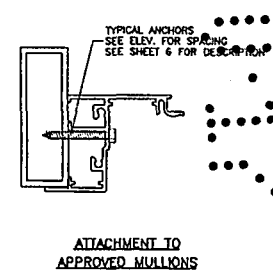 TYPICAL ANCHORS
SEE ELEV. FOR SPACING
SEE SHEET 6 FOR DESCRIPTION
ATTACHMENT TO
APPROVED MULLIONS